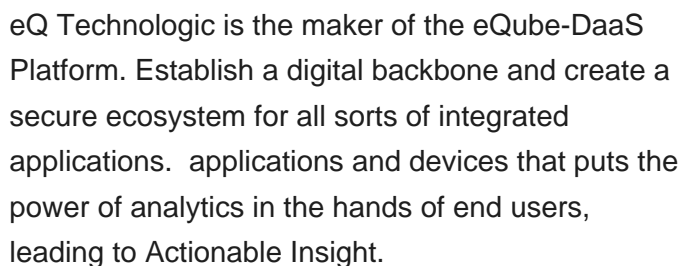 eQ Technologic is the maker of the eQube-DaaS
Platform. Establish a digital backbone and create a
secure ecosystem for all sorts of integrated
applications.  applications and devices that puts the
power of analytics in the hands of end users,
leading to Actionable Insight.